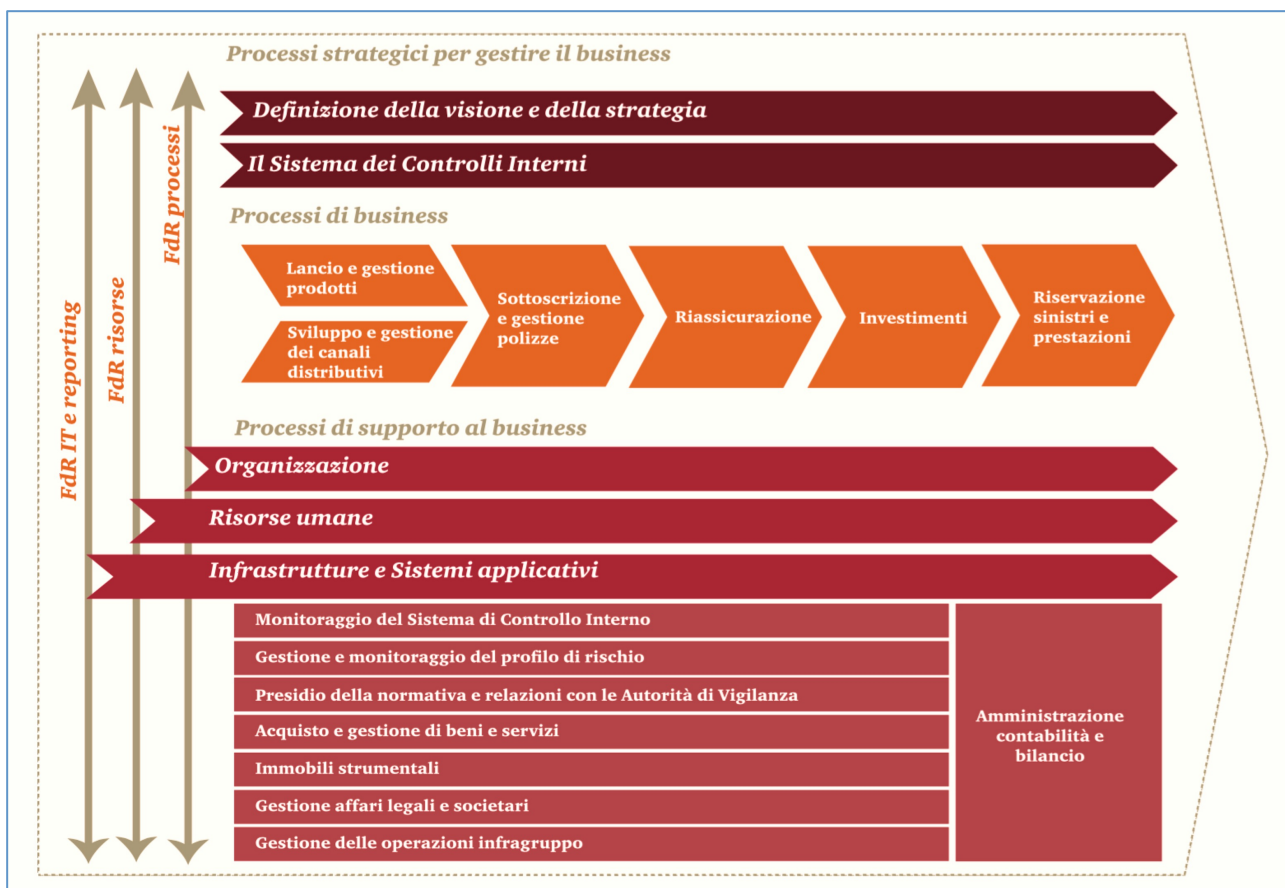 Processi strategici per gestire il business
Definizione della visione e della strategia
Il Sistema dei Controlli Interni
Processi di business
Lancio e gestione
prodotti
Sviluppo e gestione
dei canali
distributivi
Sottoscrizione
e gestione
polizze
Riassicurazione
Investimenti
Riservazione
sinistri e
prestazioni
FdR IT e reporting
FdR risorse
FdR processi
Processi di supporto al business
Organizzazione
Risorse umane
Infrastrutture e Sistemi applicativi
Monitoraggio del Sistema di Controllo Interno
Gestione e monitoraggio del profilo di rischio
Presidio della normativa e relazioni con le Autorità di Vigilanza
Acquisto e gestione di beni e servizi
Immobili strumentali
Gestione affari legali e societari
Gestione delle operazioni infragruppo
Amministrazione
contabilità e
bilancio